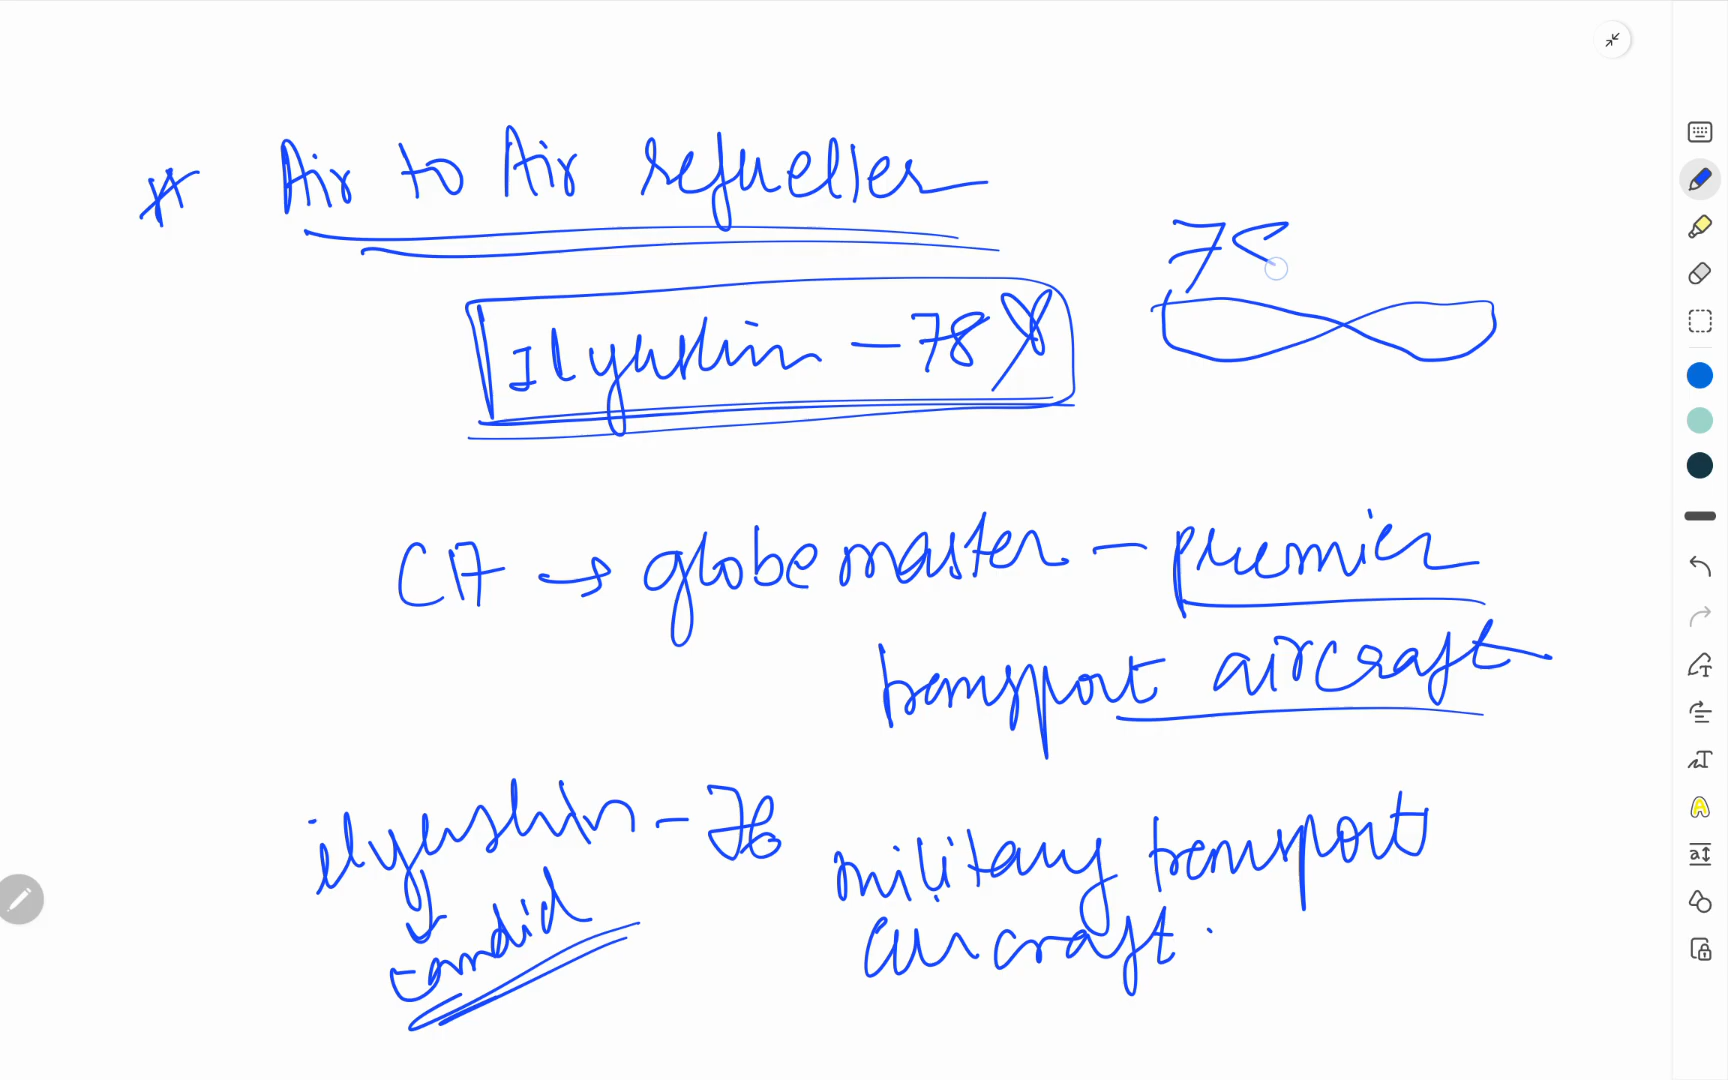 Air to Air refueller
78
Ilyushin - 78
C17 → globemaster - premier
transport aircraft
ilyushin - 76
candid
military transport
aircraft.